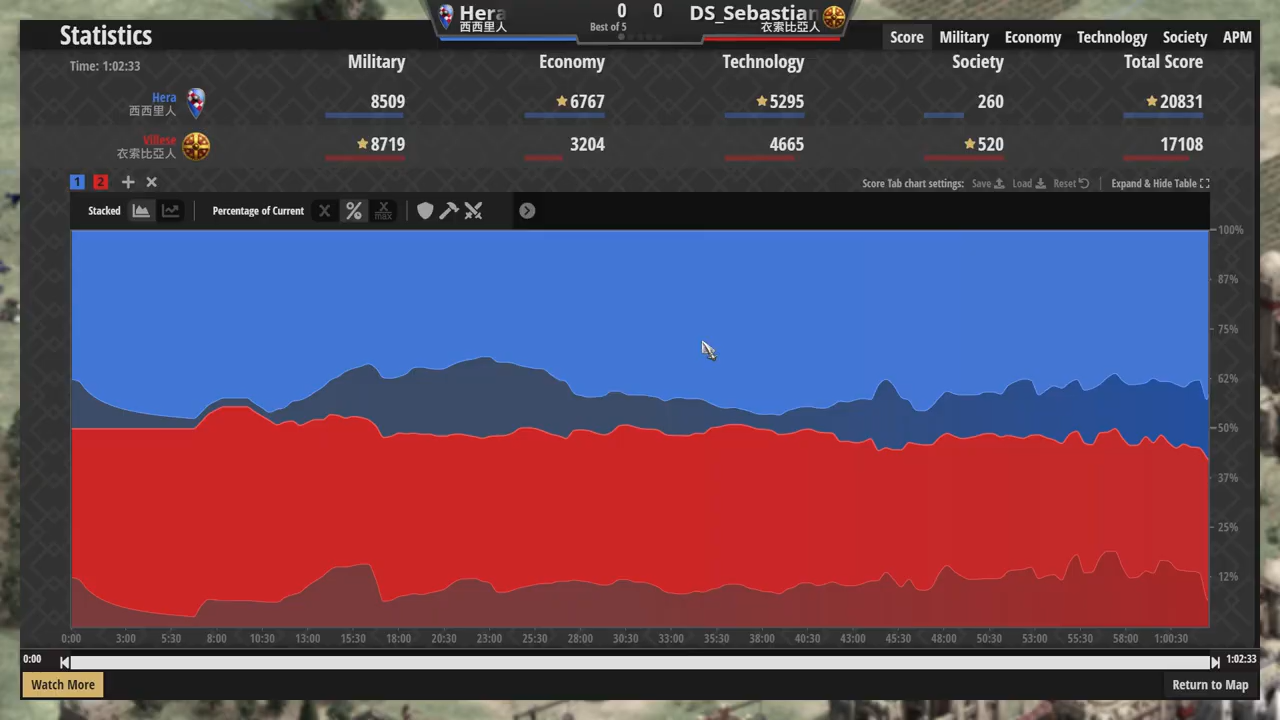 Hera 0 0 DS_Sebastian
西西里人 Best of 5 衣索比亞人
Statistics Score Military Economy Technology Society APM
Time: 1:02:33 Military Economy Technology Society Total Score
Hera 8509 6767 5295 260 20831
西西里人
Villese 8719 3204 4665 520 17108
衣索比亞人
1 2 Score Tab chart settings: Save Load Reset Expand & Hide Table
Stacked Percentage of Current X % X max
100%
87%
75%
62%
50%
37%
25%
12%
0:00 3:00 5:30 8:00 10:30 13:00 15:30 18:00 20:30 23:00 25:30 28:00 30:30 33:00 35:30 38:00 40:30 43:00 45:30 48:00 50:30 53:00 55:30 58:00 1:00:30
0:00 1:02:33
Watch More Return to Map